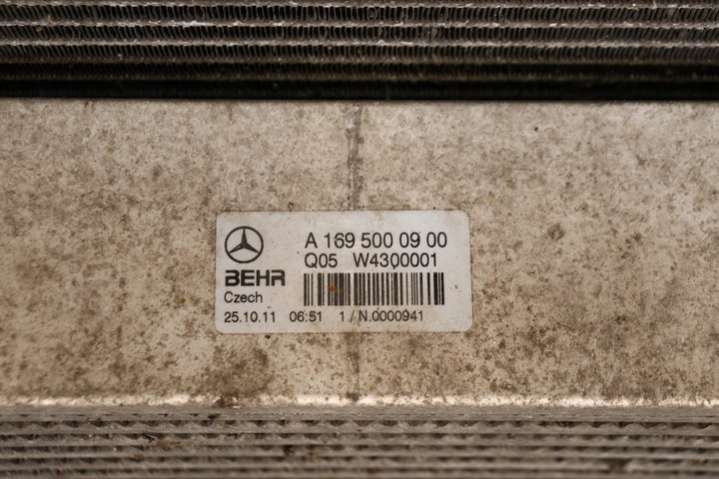 A 169 500 09 00
Q05 W4300001
BEHR
Czech
25.10.11 06:51 1 / N.0000941